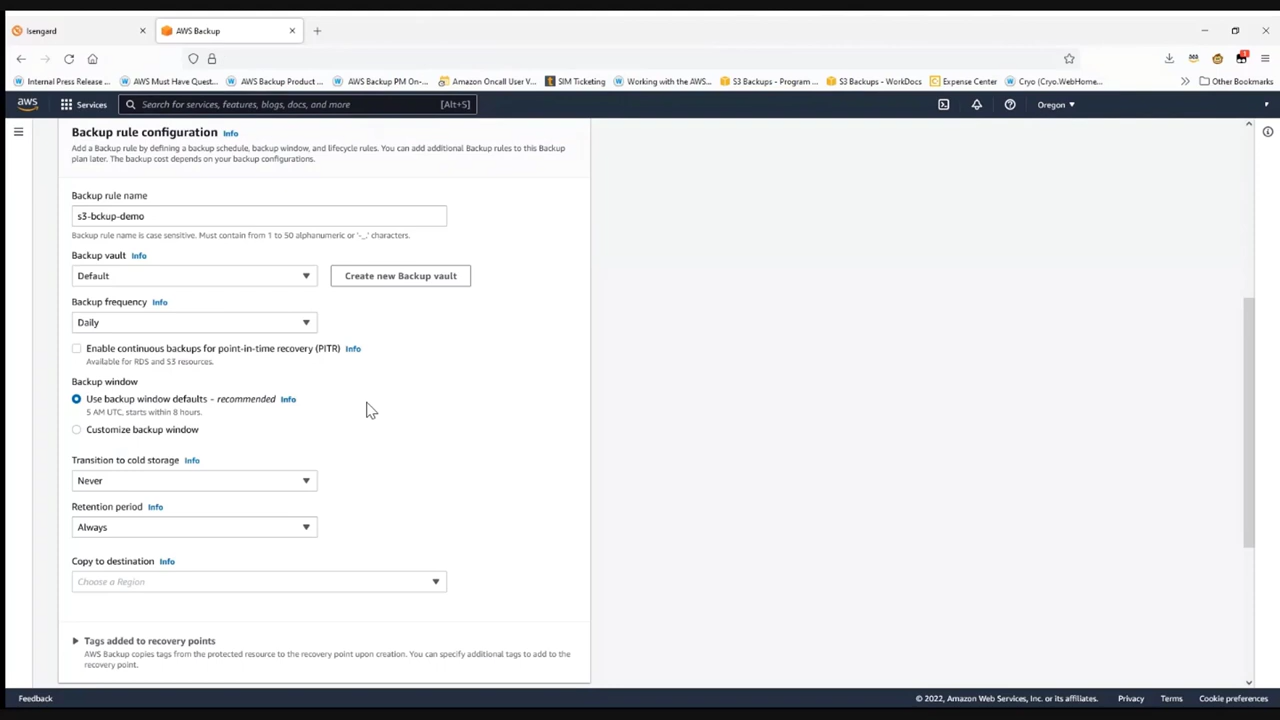 Isengard
AWS Backup
Internal Press Release ...
AWS Must Have Quest...
AWS Backup Product ...
AWS Backup PM On-...
Amazon Oncall User V...
SIM Ticketing
Working with the AWS...
S3 Backups - Program ...
S3 Backups - WorkDocs
Expense Center
Cryo (Cryo.WebHome...
Other Bookmarks
aws
Services
Search for services, features, blogs, docs, and more
[Alt+S]
Oregon
Backup rule configuration Info
Add a Backup rule by defining a backup schedule, backup window, and lifecycle rules. You can add additional Backup rules to this Backup
plan later. The backup cost depends on your backup configurations.
Backup rule name
s3-bckup-demo
Backup rule name is case sensitive. Must contain from 1 to 50 alphanumeric or '-_.' characters.
Backup vault Info
Default
Create new Backup vault
Backup frequency Info
Daily
Enable continuous backups for point-in-time recovery (PITR) Info
Available for RDS and S3 resources.
Backup window
Use backup window defaults - recommended Info
5 AM UTC, starts within 8 hours.
Customize backup window
Transition to cold storage Info
Never
Retention period Info
Always
Copy to destination Info
Choose a Region
Tags added to recovery points
AWS Backup copies tags from the protected resource to the recovery point upon creation. You can specify additional tags to add to the
recovery point.
Feedback
© 2022, Amazon Web Services, Inc. or its affiliates.
Privacy
Terms
Cookie preferences